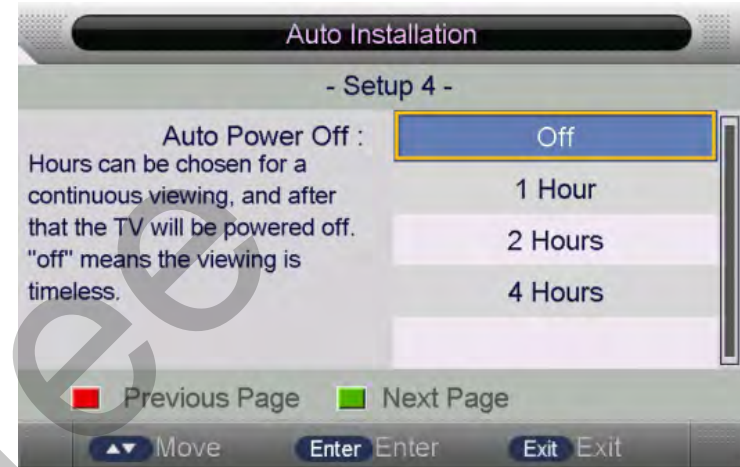 Auto Installation
- Setup 4 -
Auto Power Off :
Hours can be chosen for a
continuous viewing, and after
that the TV will be powered off.
"off" means the viewing is
timeless.
Off
1 Hour
2 Hours
4 Hours
Previous Page Next Page
Move Enter Enter Exit Exit